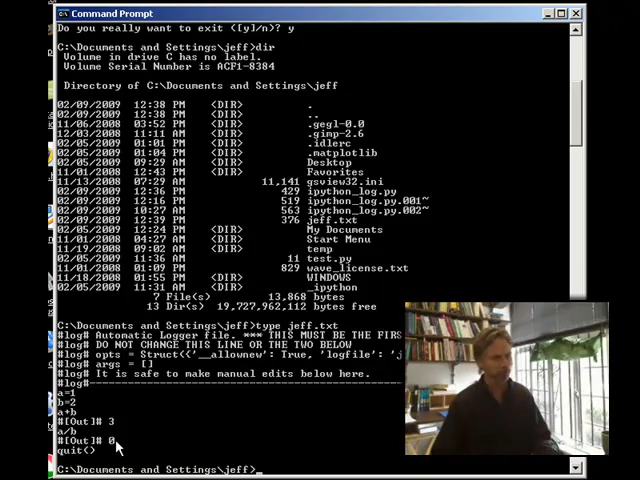 Command Prompt
Do you really want to exit ([y]/n)? y
C:\Documents and Settings\jeff>dir
Volume in drive C has no label.
Volume Serial Number is ACF1-8384
Directory of C:\Documents and Settings\jeff
02/09/2009 12:38 PM <DIR> .
02/09/2009 12:38 PM <DIR> ..
11/06/2008 03:52 PM <DIR> .gegl-0.0
12/03/2008 11:11 AM <DIR> .gimp-2.6
02/05/2009 01:01 PM <DIR> .idlerc
02/05/2009 01:04 PM <DIR> .matplotlib
02/05/2009 09:29 AM <DIR> Desktop
11/01/2008 12:43 PM <DIR> Favorites
11/13/2008 07:29 AM 11,141 gsview32.ini
02/09/2009 12:36 PM 429 ipython_log.py
02/09/2009 12:16 PM 519 ipython_log.py.001~
02/09/2009 10:27 AM 563 ipython_log.py.002~
02/09/2009 12:39 PM 376 jeff.txt
02/05/2009 12:24 PM <DIR> My Documents
11/01/2008 04:27 AM <DIR> Start Menu
11/19/2008 09:02 AM <DIR> temp
02/05/2009 11:36 AM 11 test.py
11/01/2008 01:09 PM 829 wave_license.txt
11/18/2008 01:55 PM <DIR> WINDOWS
02/05/2009 11:31 AM <DIR> _ipython
7 File(s) 13,868 bytes
13 Dir(s) 19,727,962,112 bytes free
C:\Documents and Settings\jeff>type jeff.txt
#log# Automatic Logger file. *** THIS MUST BE THE FIRS
#log# DO NOT CHANGE THIS LINE OR THE TWO BELOW
#log# opts = Struct({'__allownew': True, 'logfile': 'j
#log# args = []
#log# It is safe to make manual edits below here.
#log#-----------------------------------------------
a=1
b=2
a+b
#[Out]# 3
a/b
#[Out]# 0
quit()
C:\Documents and Settings\jeff>_